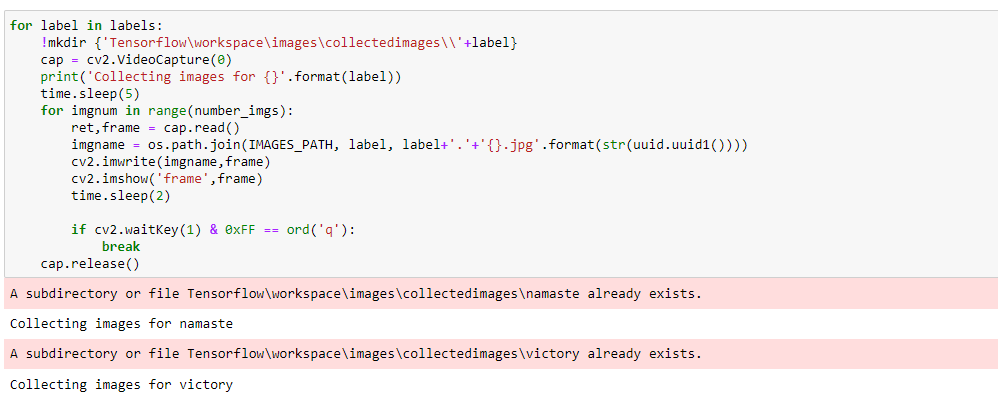 for label in labels:
    !mkdir {'Tensorflow\workspace\images\collectedimages\\'+label}
    cap = cv2.VideoCapture(0)
    print('Collecting images for {}'.format(label))
    time.sleep(5)
    for imgnum in range(number_imgs):
        ret,frame = cap.read()
        imgname = os.path.join(IMAGES_PATH, label, label+'.'+'{}.jpg'.format(str(uuid.uuid1())))
        cv2.imwrite(imgname,frame)
        cv2.imshow('frame',frame)
        time.sleep(2)
        if cv2.waitKey(1) & 0xFF == ord('q'):
            break
    cap.release()
A subdirectory or file Tensorflow\workspace\images\collectedimages\namaste already exists.
Collecting images for namaste
A subdirectory or file Tensorflow\workspace\images\collectedimages\victory already exists.
Collecting images for victory